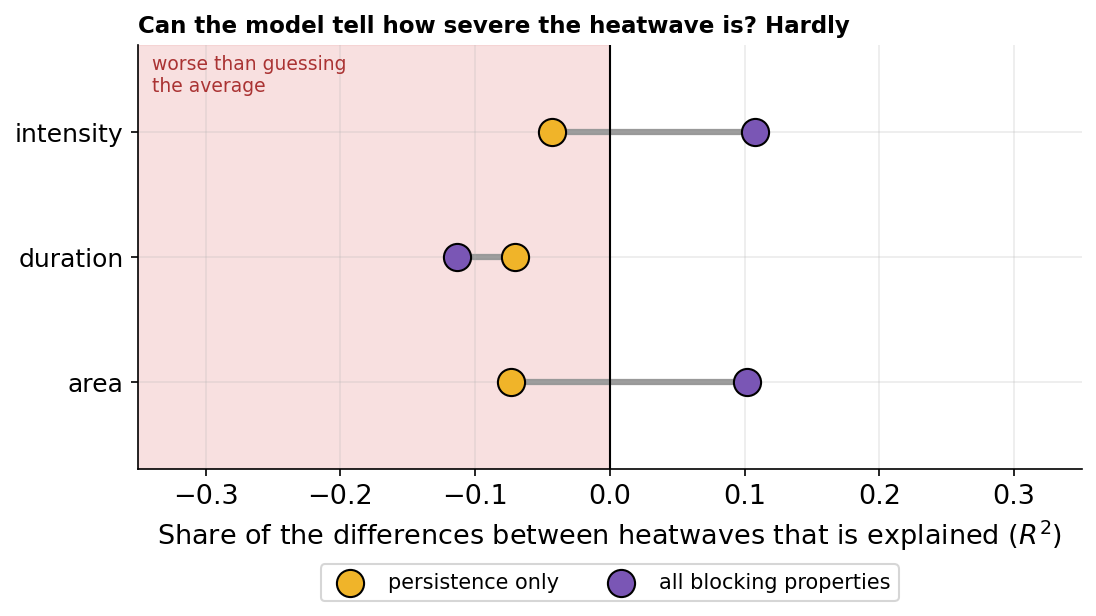 Can the model tell how severe the heatwave is? Hardly
worse than guessing
the average
intensity
duration
area
−0.3 −0.2 −0.1 0.0 0.1 0.2 0.3
Share of the differences between heatwaves that is explained (R²)
persistence only all blocking properties